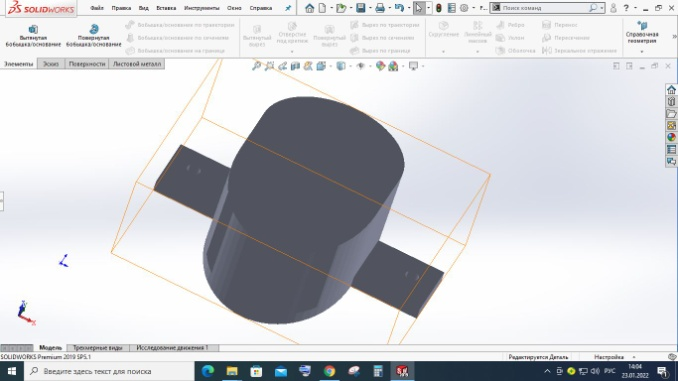 SOLIDWORKS
Файл Правка Вид Вставка Инструменты Окно Справка
Поиск команд
Вытянутая бобышка/основание
Повернутая бобышка/основание
Бобышка/основание по траектории
Бобышка/основание по сечениям
Бобышка/основание на границе
Вытянутый вырез
Отверстие под крепеж
Повернутый вырез
Вырез по траектории
Вырез по сечениям
Вырез по границе
Скругление
Линейный массив
Ребро
Уклон
Оболочка
Перенос
Пересечение
Зеркальное отражение
Справочная геометрия
Элементы Эскиз Поверхности Листовой металл
Модель Трехмерные виды Исследование движения 1
SOLIDWORKS Premium 2019 SP5.1
Редактируется Деталь Настройка
Введите здесь текст для поиска
РУС
14:04
23.01.2022